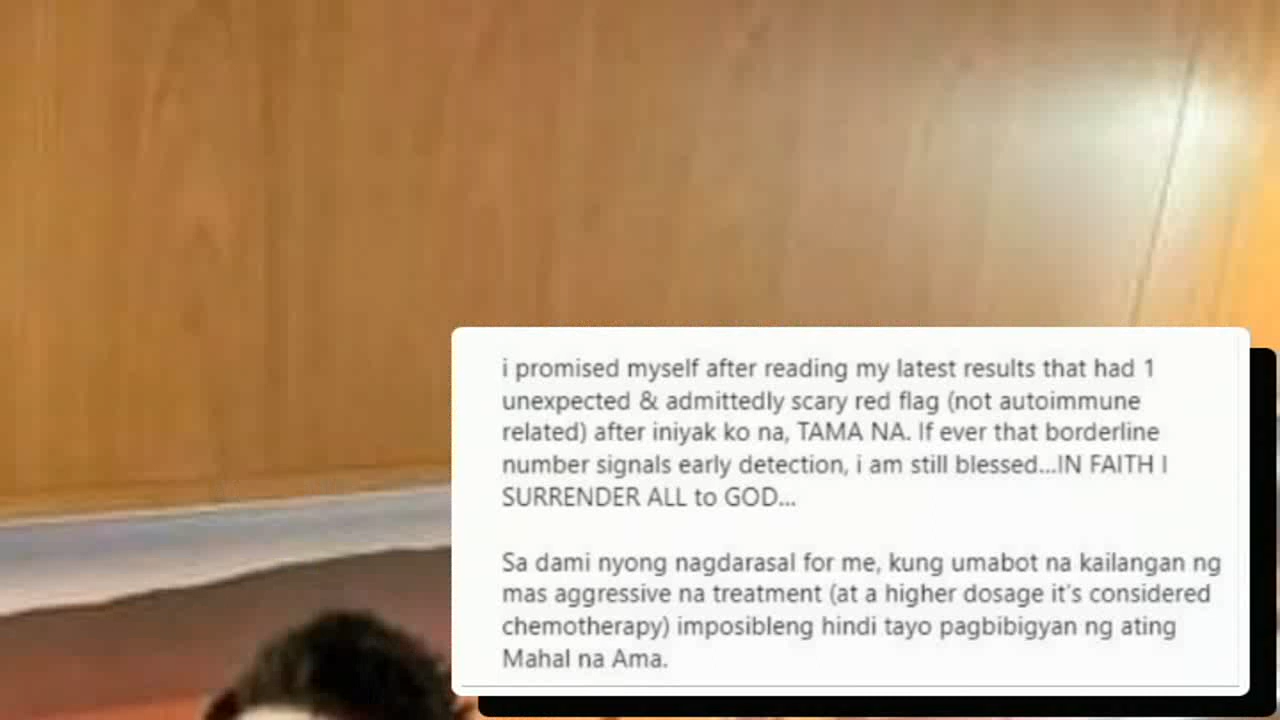 i promised myself after reading my latest results that had 1
unexpected & admittedly scary red flag (not autoimmune
related) after iniyak ko na, TAMA NA. If ever that borderline
number signals early detection, i am still blessed...IN FAITH I
SURRENDER ALL to GOD...
Sa dami nyong nagdarasal for me, kung umabot na kailangan ng
mas aggressive na treatment (at a higher dosage it's considered
chemotherapy) imposibleng hindi tayo pagbibigyan ng ating
Mahal na Ama.